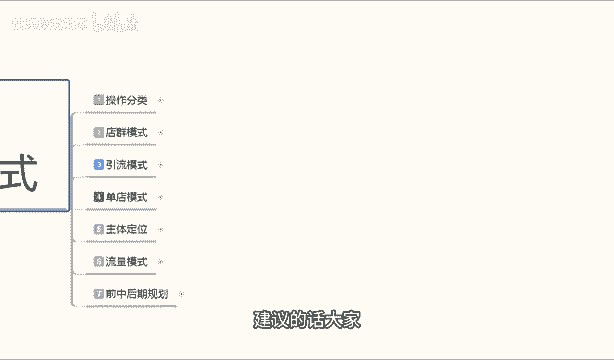 式
1 操作分类
2 店群模式
3 引流模式
4 单店模式
5 主体定位
6 流量模式
7 前中后期规划
建议的话大家